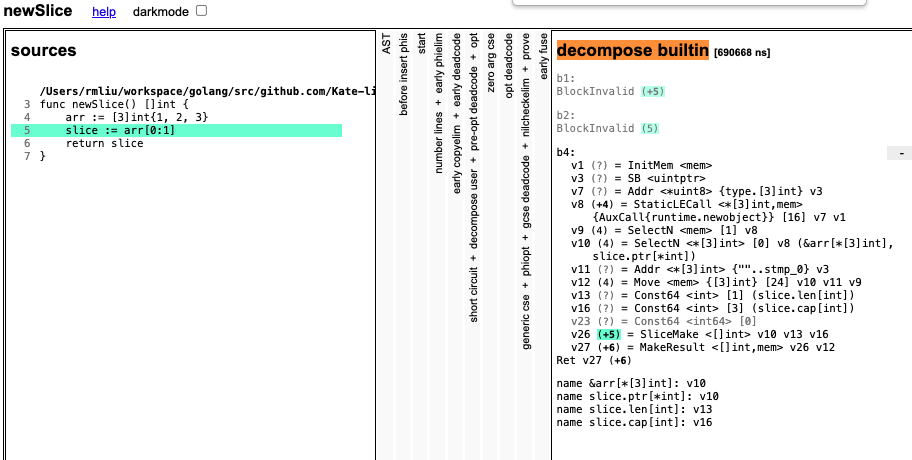 newSlice help darkmode
sources
/Users/rmliu/workspace/golang/src/github.com/Kate-li
3 func newSlice() []int {
4 arr := [3]int{1, 2, 3}
5 slice := arr[0:1]
6 return slice
7 }
AST
before insert phis
start
number lines + early phielim
early copyelim + early deadcode
short circuit + decompose user + pre-opt deadcode + opt
zero arg cse
opt deadcode
generic cse + phiopt + gcse deadcode + nilcheckelim + prove
early fuse
decompose builtin [690668 ns]
b1:
BlockInvalid (+5)
b2:
BlockInvalid (5)
b4:
-
v1 (?) = InitMem <mem>
v3 (?) = SB <uintptr>
v7 (?) = Addr <*uint8> {type.[3]int} v3
v8 (+4) = StaticLECall <*[3]int,mem>
{AuxCall{runtime.newobject}} [16] v7 v1
v9 (4) = SelectN <mem> [1] v8
v10 (4) = SelectN <*[3]int> [0] v8 (&arr[*[3]int],
slice.ptr[*int])
v11 (?) = Addr <*[3]int> {""..stmp_0} v3
v12 (4) = Move <mem> {[3]int} [24] v10 v11 v9
v13 (?) = Const64 <int> [1] (slice.len[int])
v16 (?) = Const64 <int> [3] (slice.cap[int])
v23 (?) = Const64 <int64> [0]
v26 (+5) = SliceMake <[]int> v10 v13 v16
v27 (+6) = MakeResult <[]int,mem> v26 v12
Ret v27 (+6)
name &arr[*[3]int]: v10
name slice.ptr[*int]: v10
name slice.len[int]: v13
name slice.cap[int]: v16